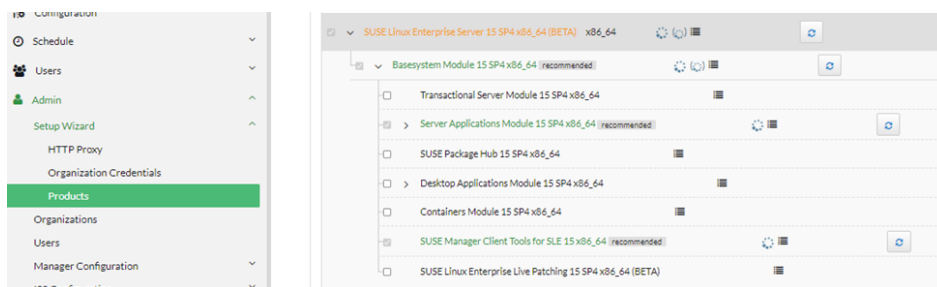 Configuration
Schedule
Users
Admin
Setup Wizard
HTTP Proxy
Organization Credentials
Products
Organizations
Users
Manager Configuration
SUSE Linux Enterprise Server 15 SP4 x86_64 (BETA) x86_64
Basesystem Module 15 SP4 x86_64 recommended
Transactional Server Module 15 SP4 x86_64
Server Applications Module 15 SP4 x86_64 recommended
SUSE Package Hub 15 SP4 x86_64
Desktop Applications Module 15 SP4 x86_64
Containers Module 15 SP4 x86_64
SUSE Manager Client Tools for SLE 15 x86_64 recommended
SUSE Linux Enterprise Live Patching 15 SP4 x86_64 (BETA)